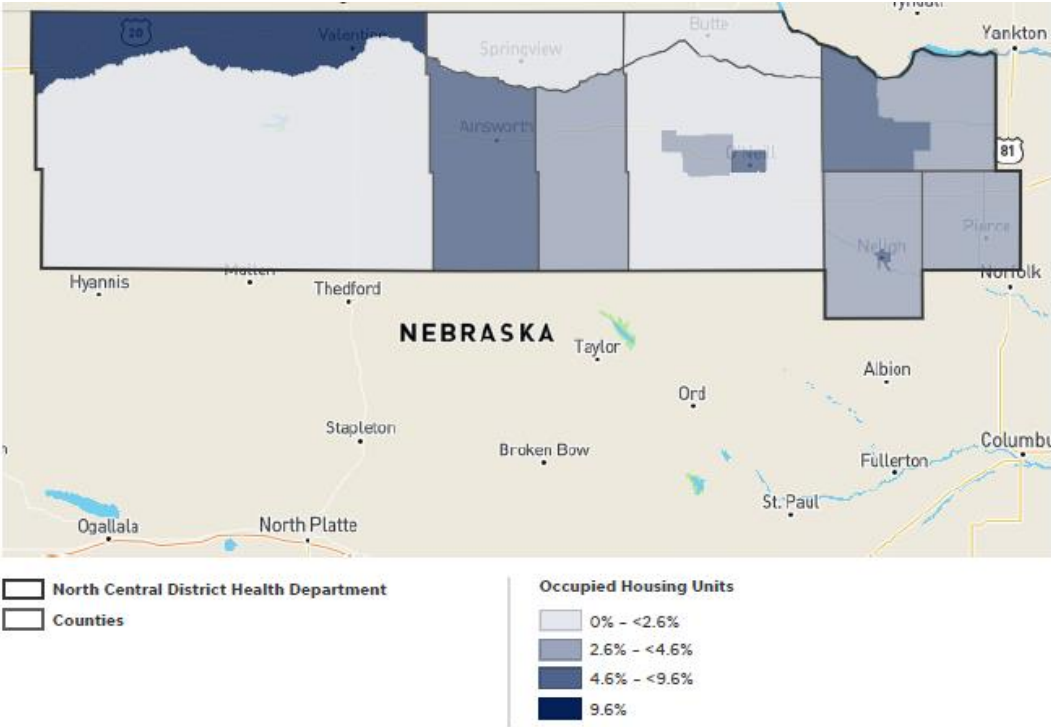 Tyndall
20
Valentine
Butte
Springview
Yankton
Ainsworth
O'Neill
81
Pierce
Neligh
Hyannis
Mullen
Thedford
Norfolk
NEBRASKA
Taylor
Albion
Ord
Stapleton
Broken Bow
Columbu
Fullerton
St. Paul
Ogallala
North Platte
North Central District Health Department
Counties
Occupied Housing Units
0% - <2.6%
2.6% - <4.6%
4.6% - <9.6%
9.6%